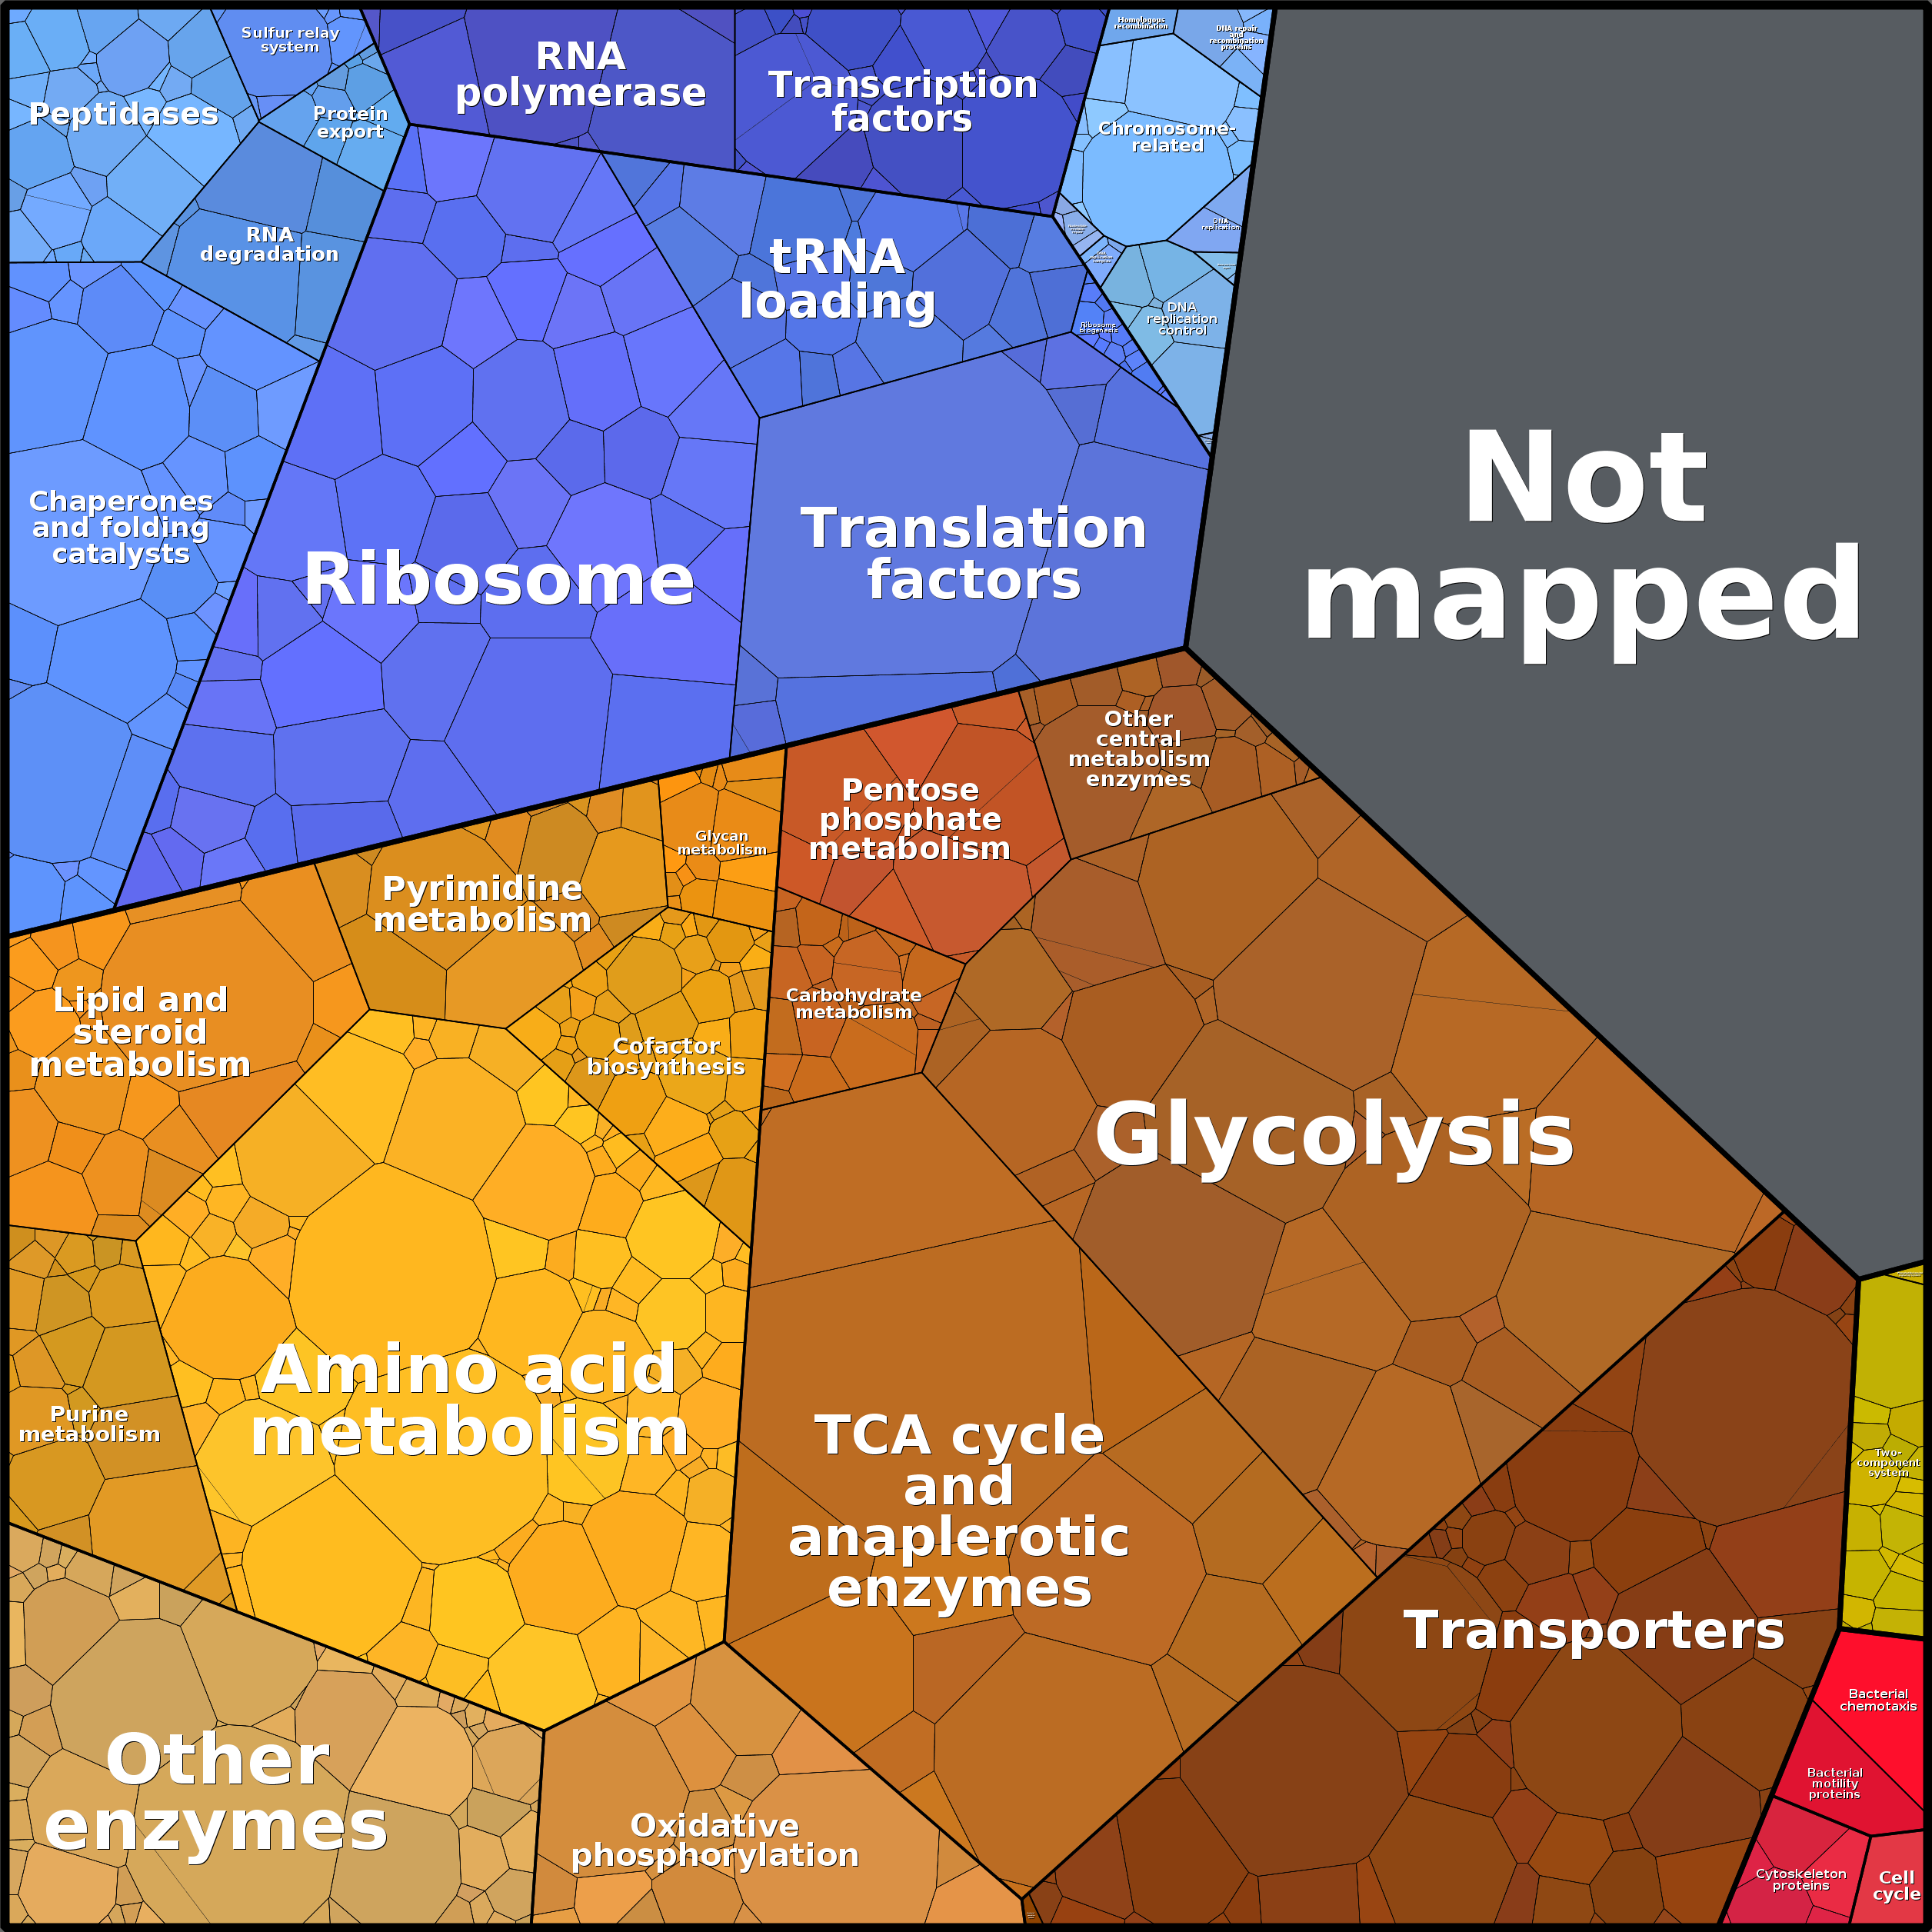 Sulfur relay
system
Peptidases
Protein
export
RNA
degradation
RNA
polymerase
Transcription
factors
Homologous
recombination
DNA repair
and
recombination
proteins
Chromosome-
related
DNA
replication
tRNA
loading
DNA
replication
control
Ribosome
biogenesis
Chaperones
and folding
catalysts
Ribosome
Translation
factors
Not
mapped
Other
central
metabolism
enzymes
Pentose
phosphate
metabolism
Glycan
metabolism
Pyrimidine
metabolism
Lipid and
steroid
metabolism
Carbohydrate
metabolism
Cofactor
biosynthesis
Glycolysis
Amino acid
metabolism
Purine
metabolism
TCA cycle
and
anaplerotic
enzymes
Two-
component
system
Transporters
Bacterial
chemotaxis
Other
enzymes
Bacterial
motility
proteins
Oxidative
phosphorylation
Cytoskeleton
proteins
Cell
cycle